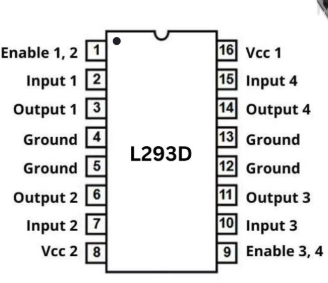 Enable 1, 2 1 16 Vcc 1
Input 1 2 15 Input 4
Output 1 3 14 Output 4
Ground 4 13 Ground
L293D
Ground 5 12 Ground
Output 2 6 11 Output 3
Input 2 7 10 Input 3
Vcc 2 8 9 Enable 3, 4